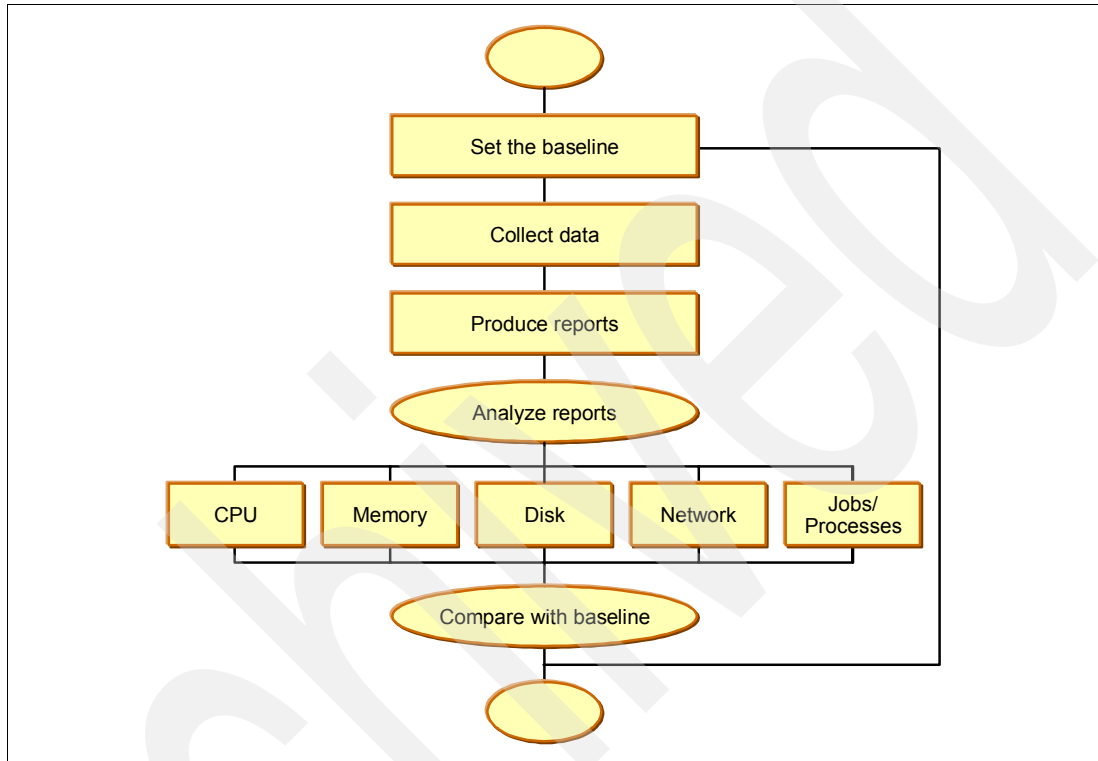 Set the baseline
Collect data
Produce reports
Analyze reports
CPU
Memory
Disk
Network
Jobs/
Processes
Compare with baseline